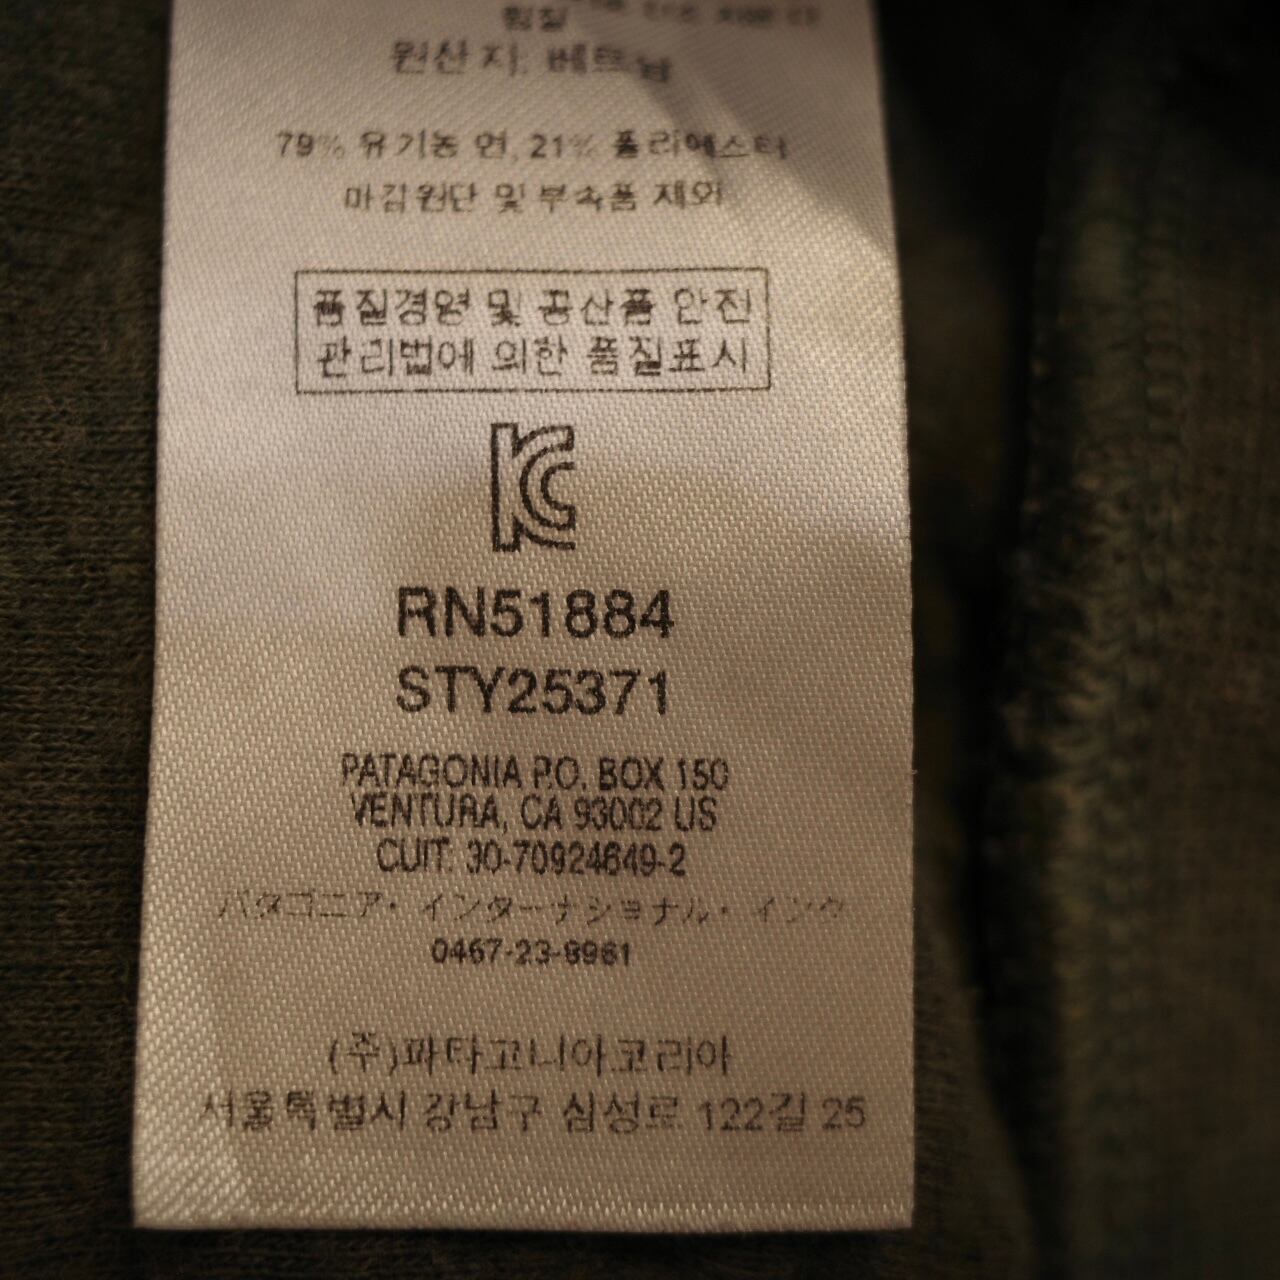 원산지: 베트남
79% 유기농 면, 21% 폴리에스터
마감원단 및 부속품 제외
품질경영 및 공산품 안전
관리법에 의한 품질표시
KC
RN51884
STY25371
PATAGONIA P.O. BOX 150
VENTURA, CA 93002 US
CUIT: 30-70924649-2
パタゴニア・インターナショナル・インク
0467-23-8961
(주)파타고니아코리아
서울특별시 강남구 삼성로 122길 25